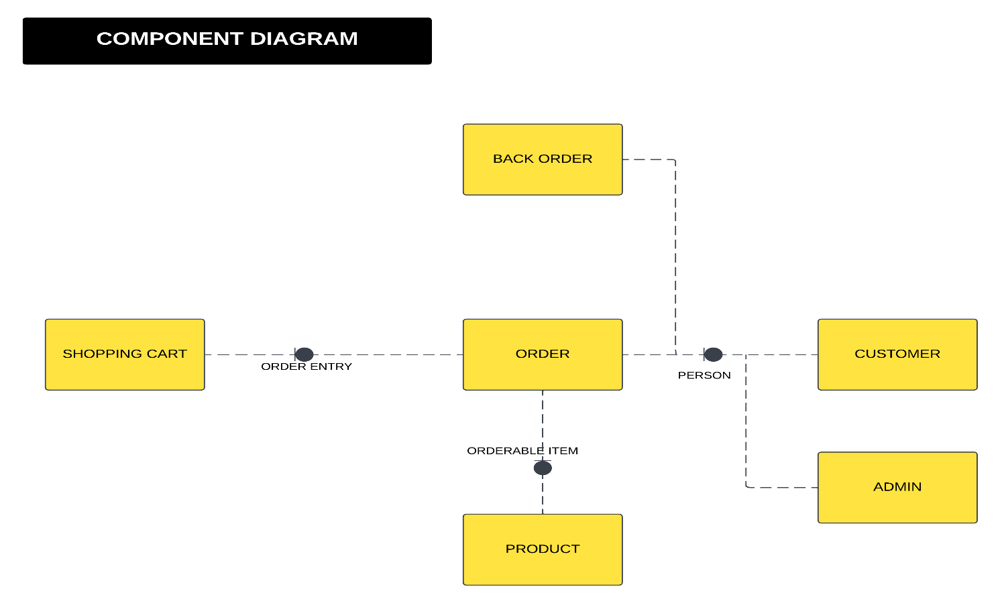 COMPONENT DIAGRAM
BACK ORDER
SHOPPING CART
ORDER ENTRY
ORDER
PERSON
CUSTOMER
ORDERABLE ITEM
ADMIN
PRODUCT